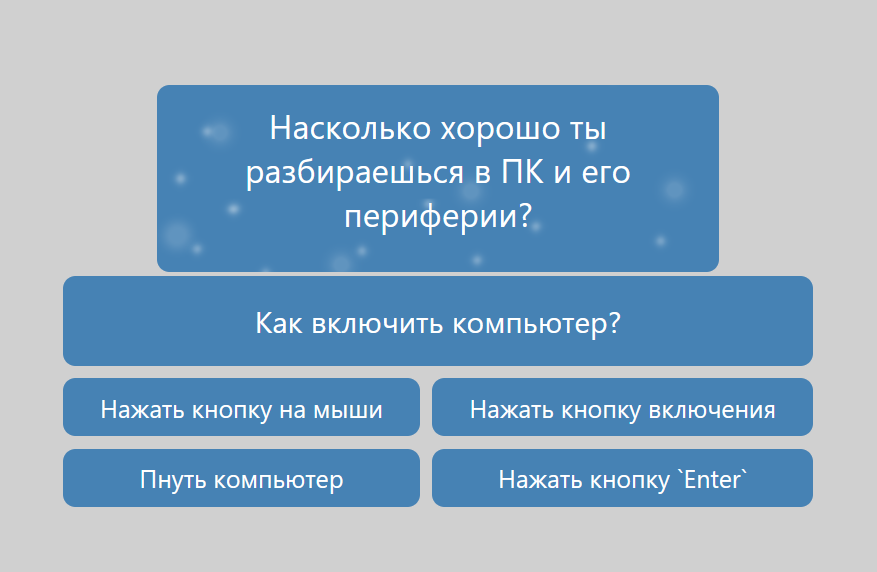 Насколько хорошо ты
разбираешься в ПК и его
периферии?
Как включить компьютер?
Нажать кнопку на мыши
Нажать кнопку включения
Пнуть компьютер
Нажать кнопку `Enter`